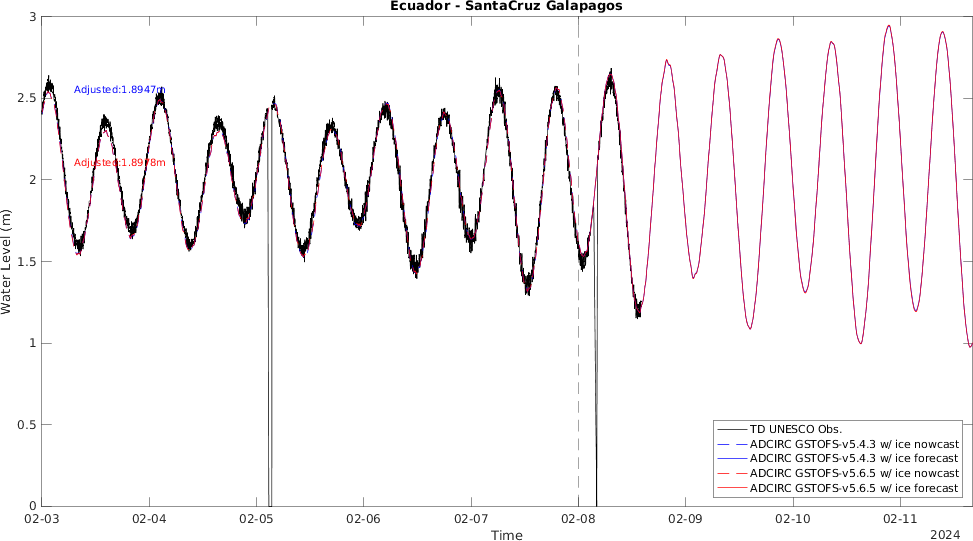 Ecuador - SantaCruz Galapagos
3
2.5
2
1.5
1
0.5
0
Water Level (m)
Adjusted:1.8947m
Adjusted:1.8978m
TD UNESCO Obs.
ADCIRC GSTOFS-v5.4.3 w/ ice nowcast
ADCIRC GSTOFS-v5.4.3 w/ ice forecast
ADCIRC GSTOFS-v5.6.5 w/ ice nowcast
ADCIRC GSTOFS-v5.6.5 w/ ice forecast
02-03 02-04 02-05 02-06 02-07 02-08 02-09 02-10 02-11
Time
2024